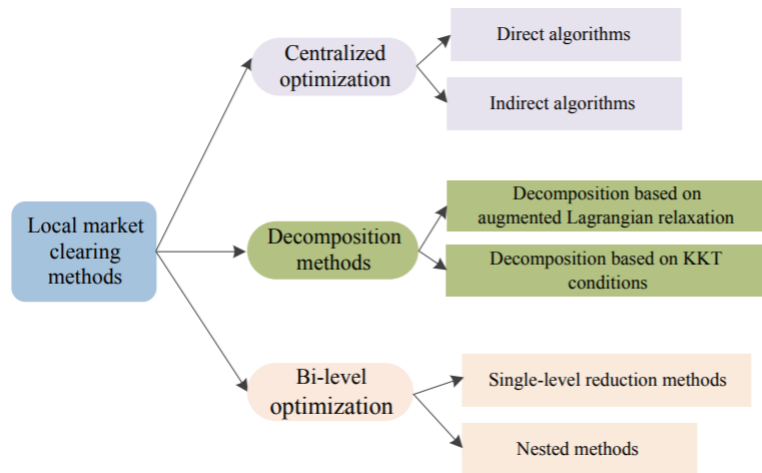 Local market
clearing
methods
Centralized
optimization
Direct algorithms
Indirect algorithms
Decomposition
methods
Decomposition based on
augmented Lagrangian relaxation
Decomposition based on KKT
conditions
Bi-level
optimization
Single-level reduction methods
Nested methods